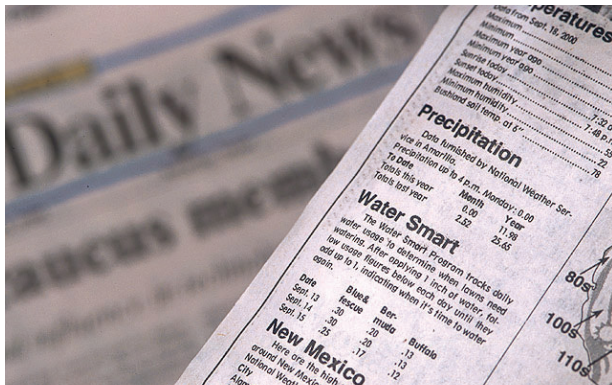 Daily News
peratures
Data from Sept. 18, 2000
Maximum
Minimum
Maximum year ago
Minimum year ago
Sunrise today
Sunset today
Maximum humidity
Minimum humidity
Bushland soil temp. at 6" 78
Precipitation
Data furnished by National Weather Ser-
vice in Amarillo.
Precipitation up to 4 p.m. Monday: 0.00
To Date Month Year
Totals this year 0.00 11.98
Totals last year 2.52 25.65
Water Smart
The Water Smart Program tracks daily
water usage to determine when lawns need
watering. After applying 1 inch of water, fol-
low usage figures below each day until they
add up to 1, indicating when it's time to water
again.
Blue& Ber-
Date fescue muda Buffalo
Sept. 13 .30 .20 .13
Sept. 14 .30 .20 .13
Sept. 15 .25 .17 .12
New Mexico
Here are the high
around New Mexi
National Weat
City
Alam
80s
100s
110s